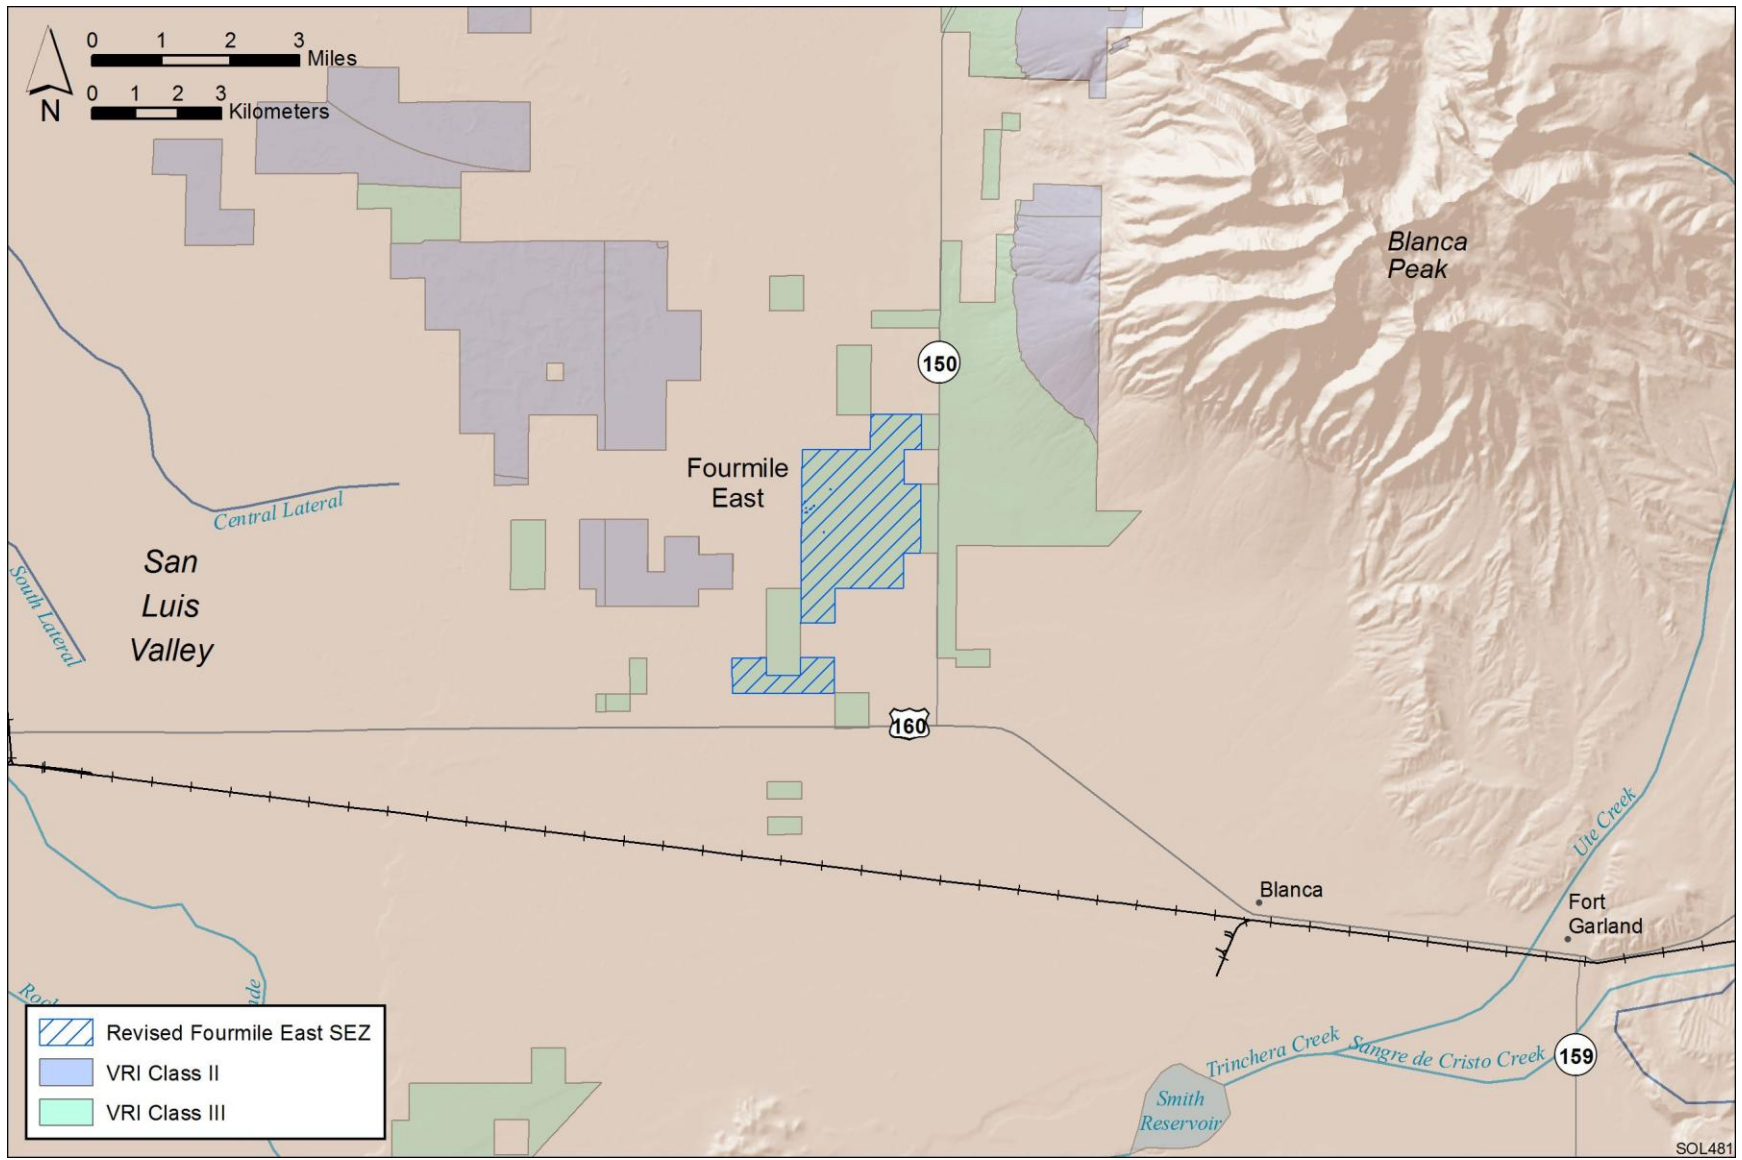 0 1 2 3
Miles
0 1 2 3
Kilometers
N
Blanca
Peak
150
Fourmile
East
Central Lateral
San
Luis
Valley
South Lateral
160
Ute Creek
Blanca
Fort
Garland
Revised Fourmile East SEZ
VRI Class II
VRI Class III
Trinchera Creek
Sangre de Cristo Creek
159
Smith
Reservoir
SOL481